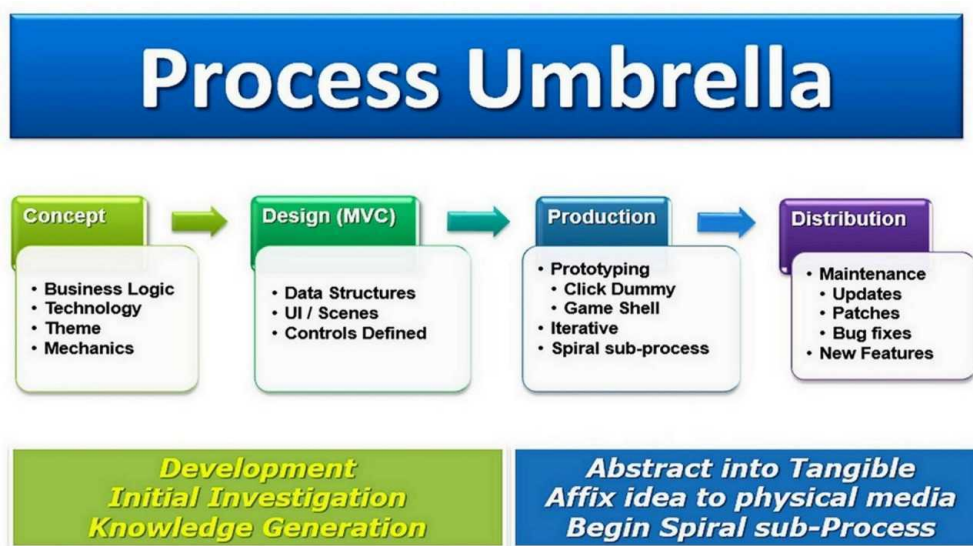 Process Umbrella
Concept
• Business Logic
• Technology
• Theme
• Mechanics
Design (MVC)
• Data Structures
• UI / Scenes
• Controls Defined
Production
• Prototyping
• Click Dummy
• Game Shell
• Iterative
• Spiral sub-process
Distribution
• Maintenance
• Updates
• Patches
• Bug fixes
• New Features
Development
Initial Investigation
Knowledge Generation
Abstract into Tangible
Affix idea to physical media
Begin Spiral sub-Process